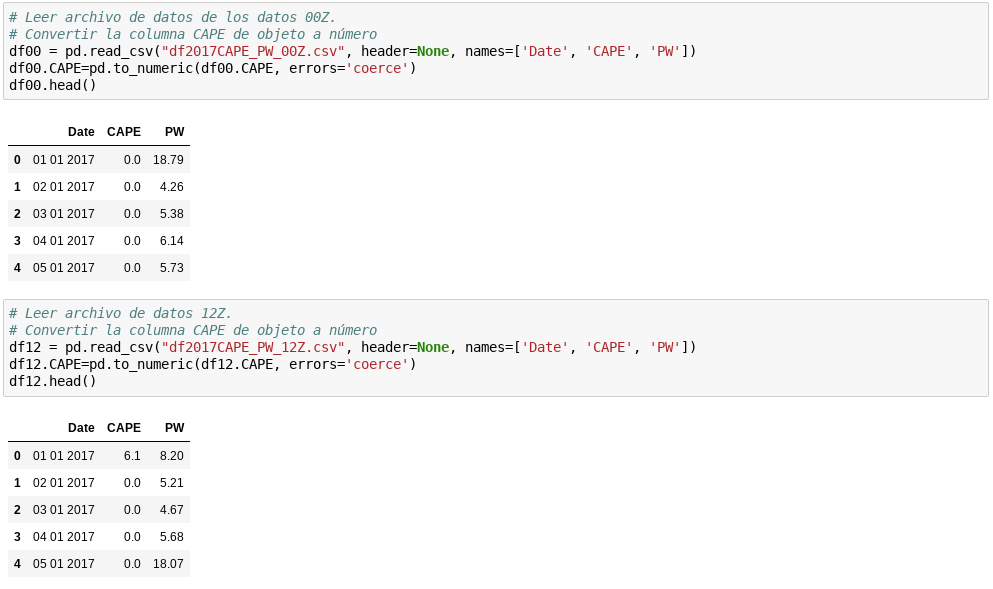 # Leer archivo de datos de los datos 00Z.
# Convertir la columna CAPE de objeto a número
df00 = pd.read_csv("df2017CAPE_PW_00Z.csv", header=None, names=['Date', 'CAPE', 'PW'])
df00.CAPE=pd.to_numeric(df00.CAPE, errors='coerce')
df00.head()
Date CAPE PW
0 01 01 2017 0.0 18.79
1 02 01 2017 0.0 4.26
2 03 01 2017 0.0 5.38
3 04 01 2017 0.0 6.14
4 05 01 2017 0.0 5.73
# Leer archivo de datos 12Z.
# Convertir la columna CAPE de objeto a número
df12 = pd.read_csv("df2017CAPE_PW_12Z.csv", header=None, names=['Date', 'CAPE', 'PW'])
df12.CAPE=pd.to_numeric(df12.CAPE, errors='coerce')
df12.head()
Date CAPE PW
0 01 01 2017 6.1 8.20
1 02 01 2017 0.0 5.21
2 03 01 2017 0.0 4.67
3 04 01 2017 0.0 5.68
4 05 01 2017 0.0 18.07